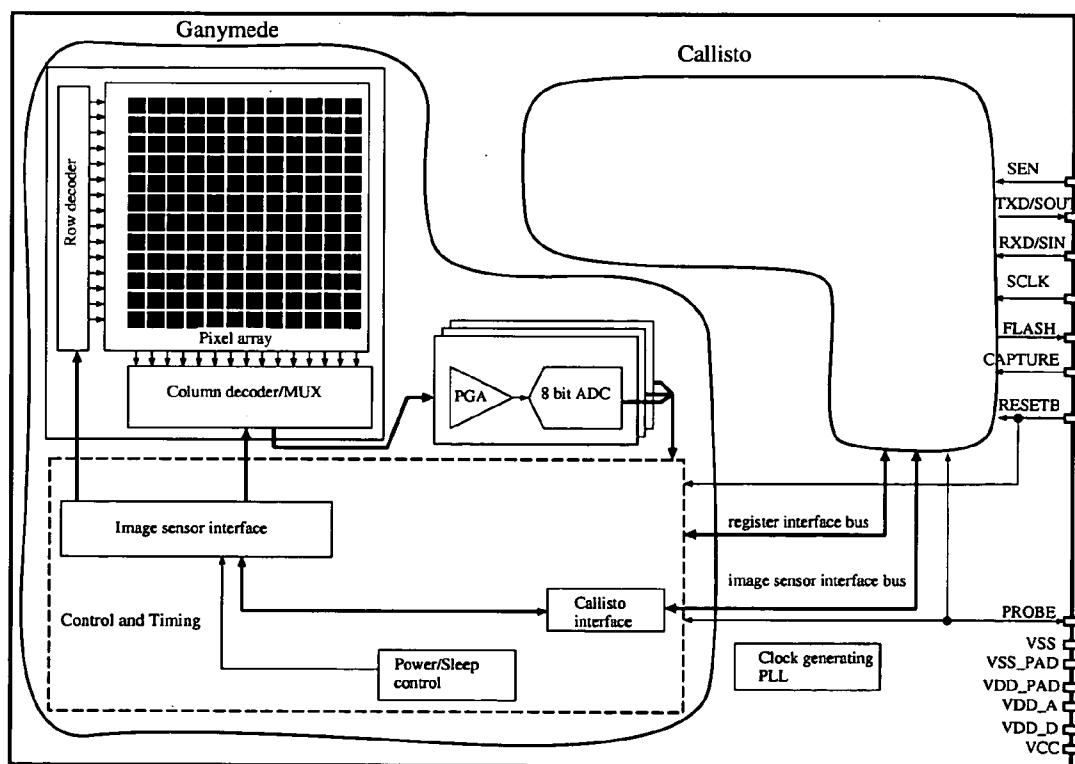 Ganymede
Callisto
Row decoder
Pixel array
Column decoder/MUX
PGA
8 bit ADC
Image sensor interface
Control and Timing
Callisto
interface
Power/Sleep
control
register interface bus
image sensor interface bus
Clock generating
PLL
SEN
TXD/SOUT
RXD/SIN
SCLK
FLASH
CAPTURE
RESETB
PROBE
VSS
VSS_PAD
VDD_PAD
VDD_A
VDD_D
VCC